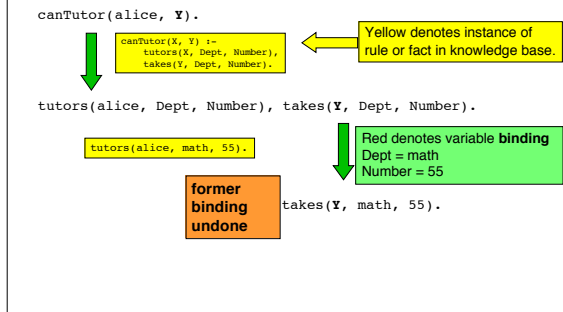 canTutor(alice, Y).
canTutor(X, Y) :-
tutors(X, Dept, Number),
takes(Y, Dept, Number).
Yellow denotes instance of
rule or fact in knowledge base.
tutors(alice, Dept, Number), takes(Y, Dept, Number).
tutors(alice, math, 55).
Red denotes variable binding
Dept = math
Number = 55
former
binding
undone
takes(Y, math, 55).